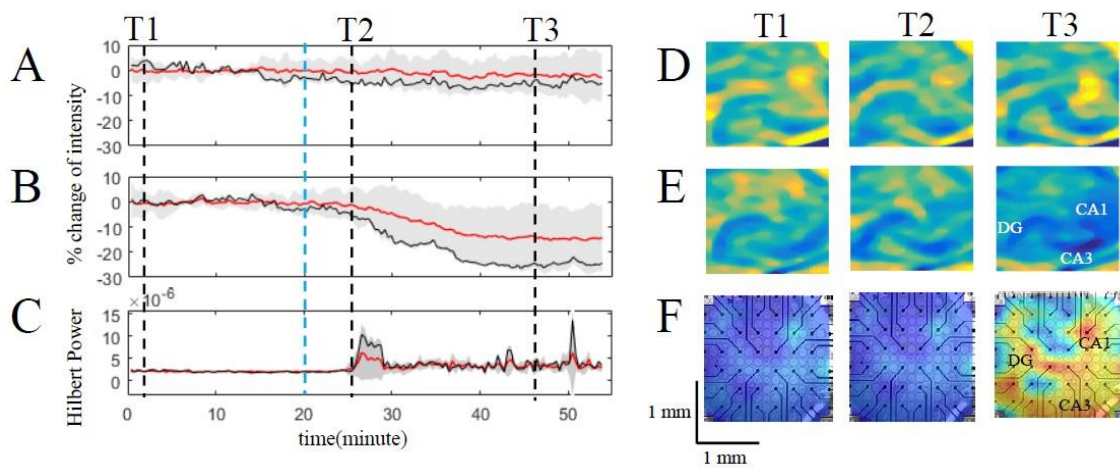 T1 T2 T3
A
10
0
-10
-20
-30
B
10
0
-10
-20
-30
% change of intensity
C
×10⁻⁶
15
10
5
0
Hilbert Power
0 10 20 30 40 50
time(minute)
T1 T2 T3
D
E
CA1
DG
CA3
F
CA1
DG
CA3
1 mm
1 mm